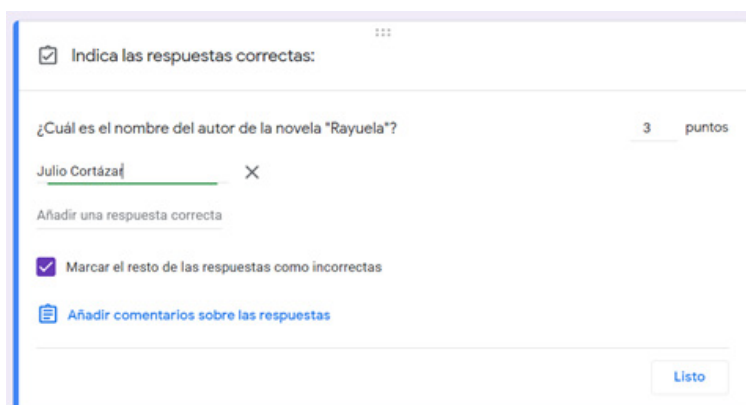 Indica las respuestas correctas:
¿Cuál es el nombre del autor de la novela "Rayuela"? 3 puntos
Julio Cortázar
Añadir una respuesta correcta
Marcar el resto de las respuestas como incorrectas
Añadir comentarios sobre las respuestas
Listo